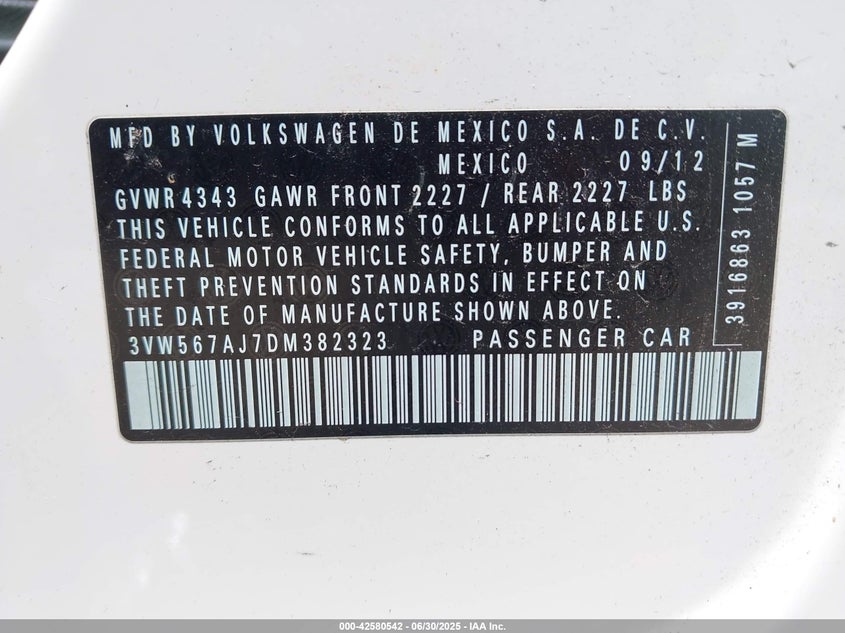 MFD BY VOLKSWAGEN DE MEXICO S.A. DE C.V.
MEXICO 09/12
GVWR 4343 GAWR FRONT 2227 / REAR 2227 LBS
THIS VEHICLE CONFORMS TO ALL APPLICABLE U.S.
FEDERAL MOTOR VEHICLE SAFETY, BUMPER AND
THEFT PREVENTION STANDARDS IN EFFECT ON
THE DATE OF MANUFACTURE SHOWN ABOVE.
3VW567AJ7DM382323 PASSENGER CAR
3916863 1057 M
000-42580542 - 06/30/2025 - IAA Inc.